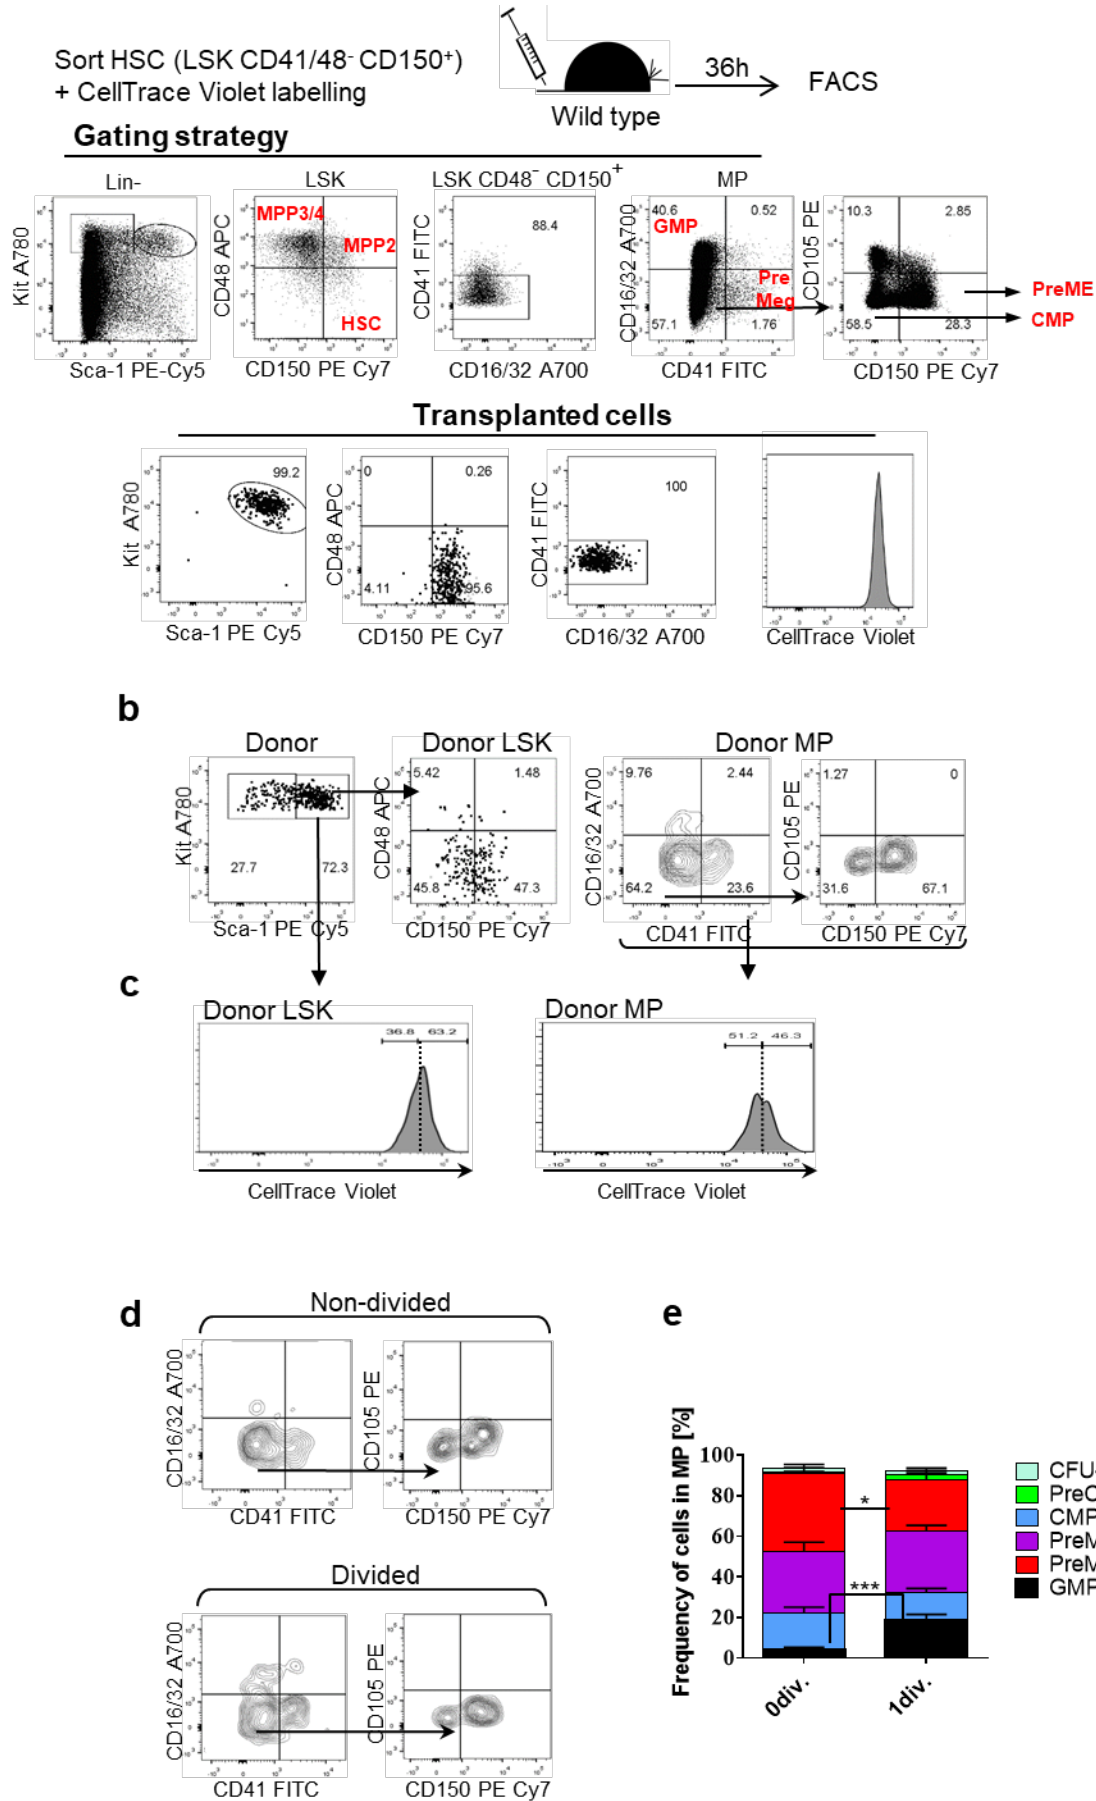 Sort HSC (LSK CD41/48⁻ CD150⁺)
+ CellTrace Violet labelling
Wild type
36h
FACS
Gating strategy
Lin-
LSK
LSK CD48⁻ CD150⁺
MP
Kit A780
Sca-1 PE-Cy5
MPP3/4
MPP2
HSC
CD48 APC
CD150 PE Cy7
88.4
CD41 FITC
CD16/32 A700
40.6
0.52
GMP
Pre
Meg
57.1
1.76
CD16/32 A700
CD41 FITC
10.3
2.85
58.5
28.3
CD105 PE
CD150 PE Cy7
PreME
CMP
Transplanted cells
99.2
Kit A780
Sca-1 PE Cy5
0
0.26
4.11
95.6
CD48 APC
CD150 PE Cy7
100
CD41 FITC
CD16/32 A700
CellTrace Violet
b
Donor
Donor LSK
Donor MP
27.7
72.3
Kit A780
Sca-1 PE Cy5
5.42
1.48
45.8
47.3
CD48 APC
CD150 PE Cy7
9.76
2.44
64.2
23.6
CD16/32 A700
CD41 FITC
1.27
0
31.6
67.1
CD105 PE
CD150 PE Cy7
c
Donor LSK
36.8 63.2
CellTrace Violet
Donor MP
51.2 46.3
CellTrace Violet
d
Non-divided
CD16/32 A700
CD41 FITC
CD105 PE
CD150 PE Cy7
Divided
CD16/32 A700
CD41 FITC
CD105 PE
CD150 PE Cy7
e
Frequency of cells in MP [%]
100
80
60
40
20
0
*
***
0div.
1div.
CFU-
PreC
CMP
PreM
PreM
GMP